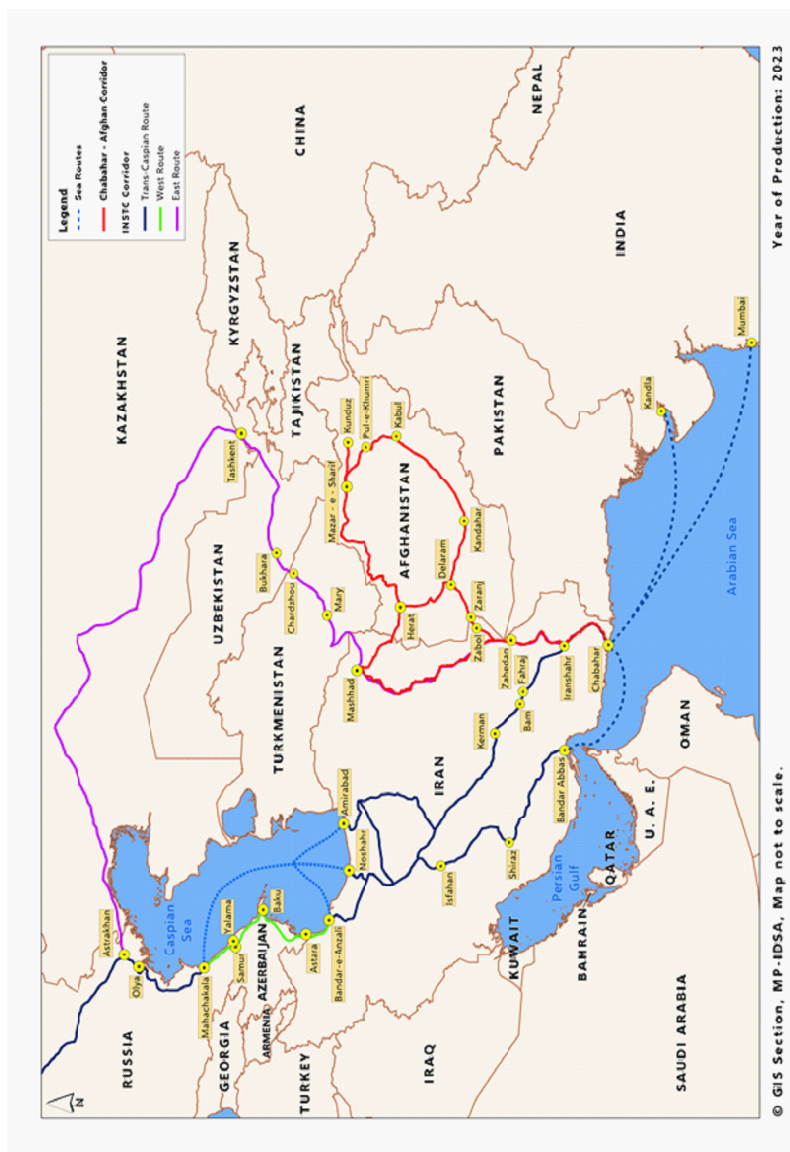 Legend
Sea Routes
Chabahar - Afghan Corridor
INSTC Corridor
Trans-Caspian Route
West Route
East Route
N
RUSSIA
KAZAKHSTAN
CHINA
Astrakhan
Olya
Caspian
Sea
Mahachakala
Samur
Yalama
GEORGIA
AZERBAIJAN
ARMENIA
Baku
Astara
Bandar-e-Anzali
TURKEY
UZBEKISTAN
KYRGYZSTAN
Tashkent
Bukhara
Chardzhou
TAJIKISTAN
TURKMENISTAN
Mary
Amirabad
Noshahr
Mashhad
Mazar - e - Sharif
Kunduz
Pul-e-Khumri
Kabul
AFGHANISTAN
Herat
Delaram
Kandahar
Zaranj
Zabol
Zahedan
Fahraj
Bam
Kerman
IRAN
Isfahan
IRAQ
Shiraz
Iranshahr
Chabahar
Bandar Abbas
PAKISTAN
NEPAL
INDIA
Kandla
Mumbai
KUWAIT
Persian
Gulf
BAHRAIN
QATAR
U. A. E.
OMAN
SAUDI ARABIA
Arabian Sea
© GIS Section, MP-IDSA, Map not to scale.
Year of Production: 2023